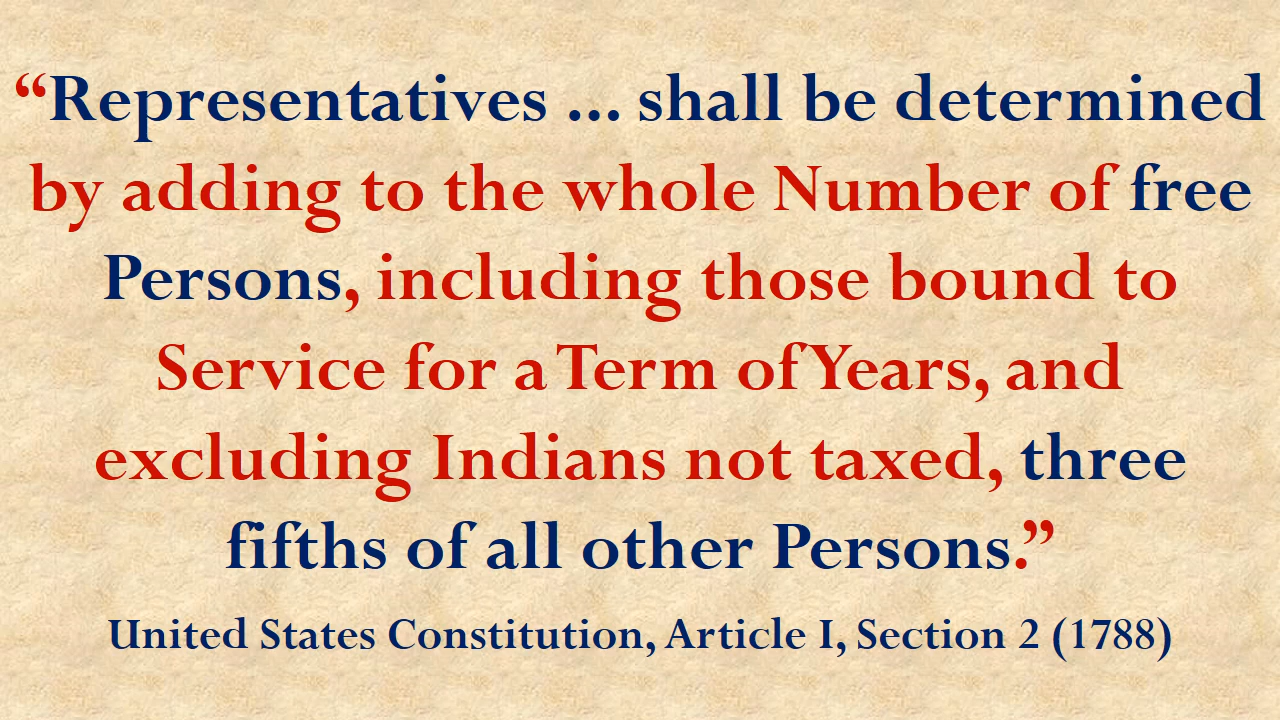 “Representatives ... shall be determined
by adding to the whole Number of free
Persons, including those bound to
Service for a Term of Years, and
excluding Indians not taxed, three
fifths of all other Persons.”
United States Constitution, Article I, Section 2 (1788)